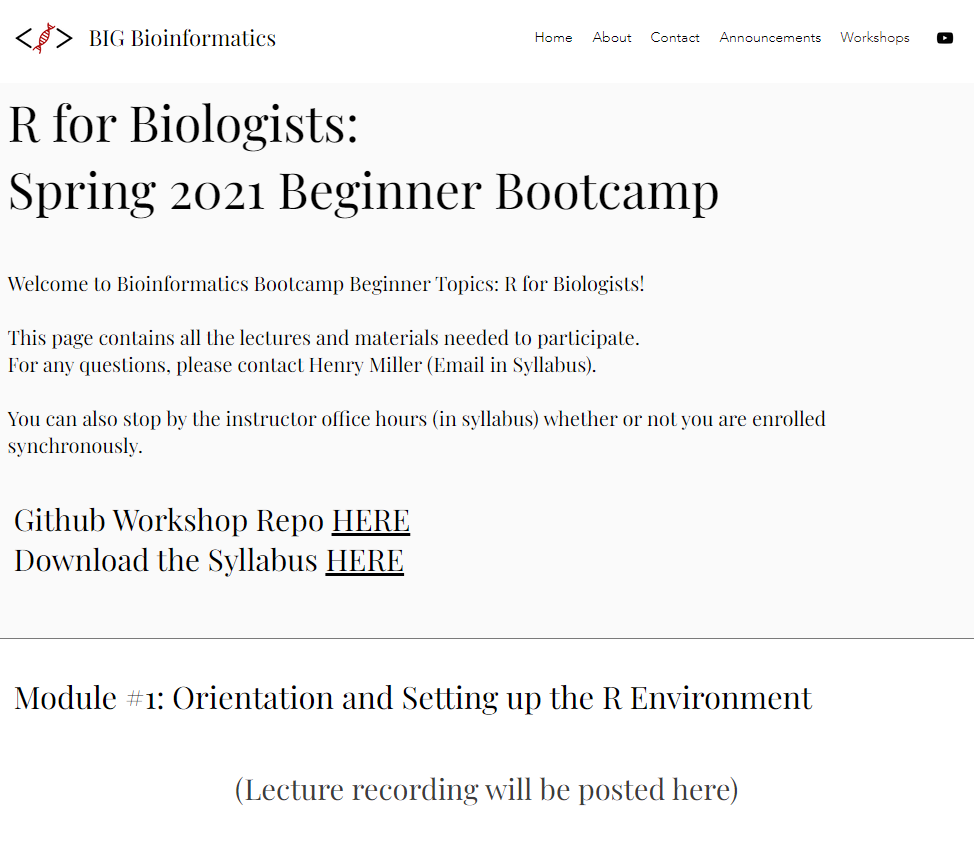 BIG Bioinformatics
Home About Contact Announcements Workshops
R for Biologists:
Spring 2021 Beginner Bootcamp
Welcome to Bioinformatics Bootcamp Beginner Topics: R for Biologists!
This page contains all the lectures and materials needed to participate.
For any questions, please contact Henry Miller (Email in Syllabus).
You can also stop by the instructor office hours (in syllabus) whether or not you are enrolled
synchronously.
Github Workshop Repo HERE
Download the Syllabus HERE
Module #1: Orientation and Setting up the R Environment
(Lecture recording will be posted here)